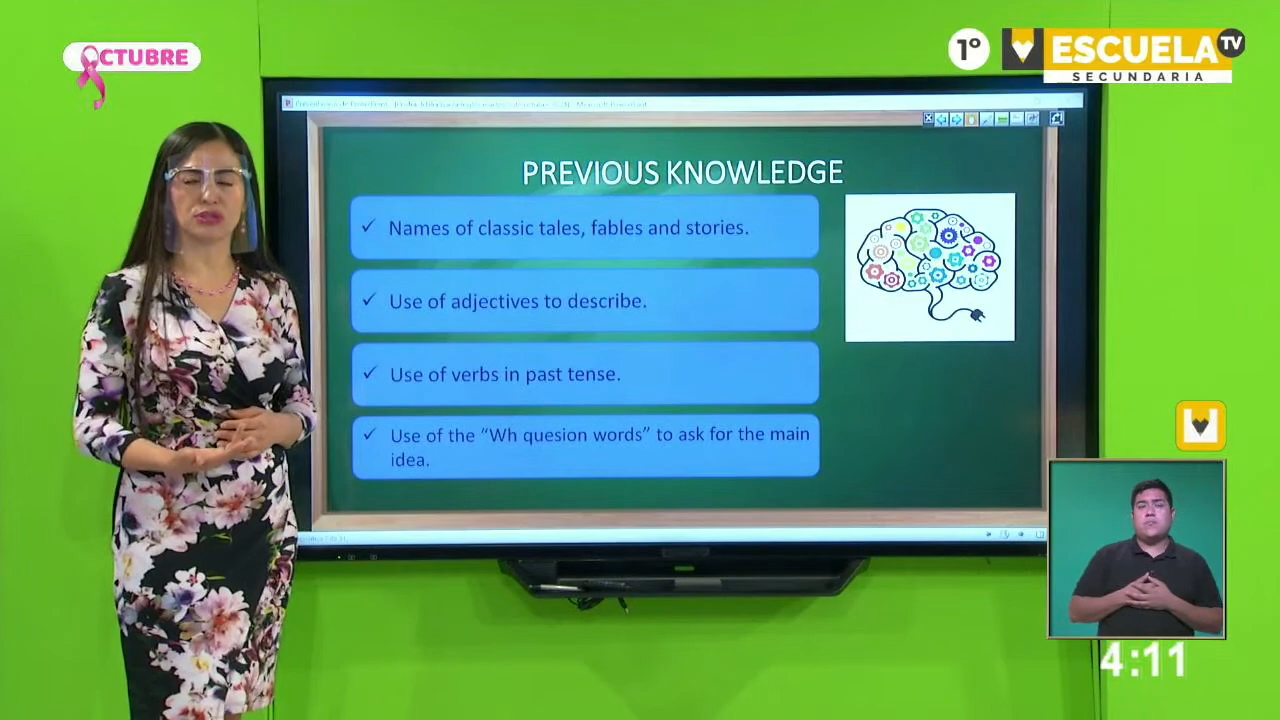 OCTUBRE
1º
ESCUELA TV
SECUNDARIA
PREVIOUS KNOWLEDGE
✓ Names of classic tales, fables and stories.
✓ Use of adjectives to describe.
✓ Use of verbs in past tense.
✓ Use of the “Wh quesion words” to ask for the main
idea.
4:11